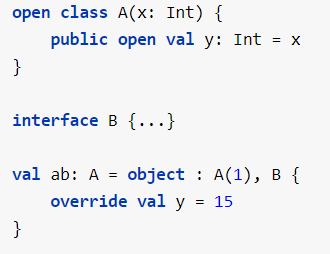 open class A(x: Int) {
    public open val y: Int = x
}

interface B {...}

val ab: A = object : A(1), B {
    override val y = 15
}